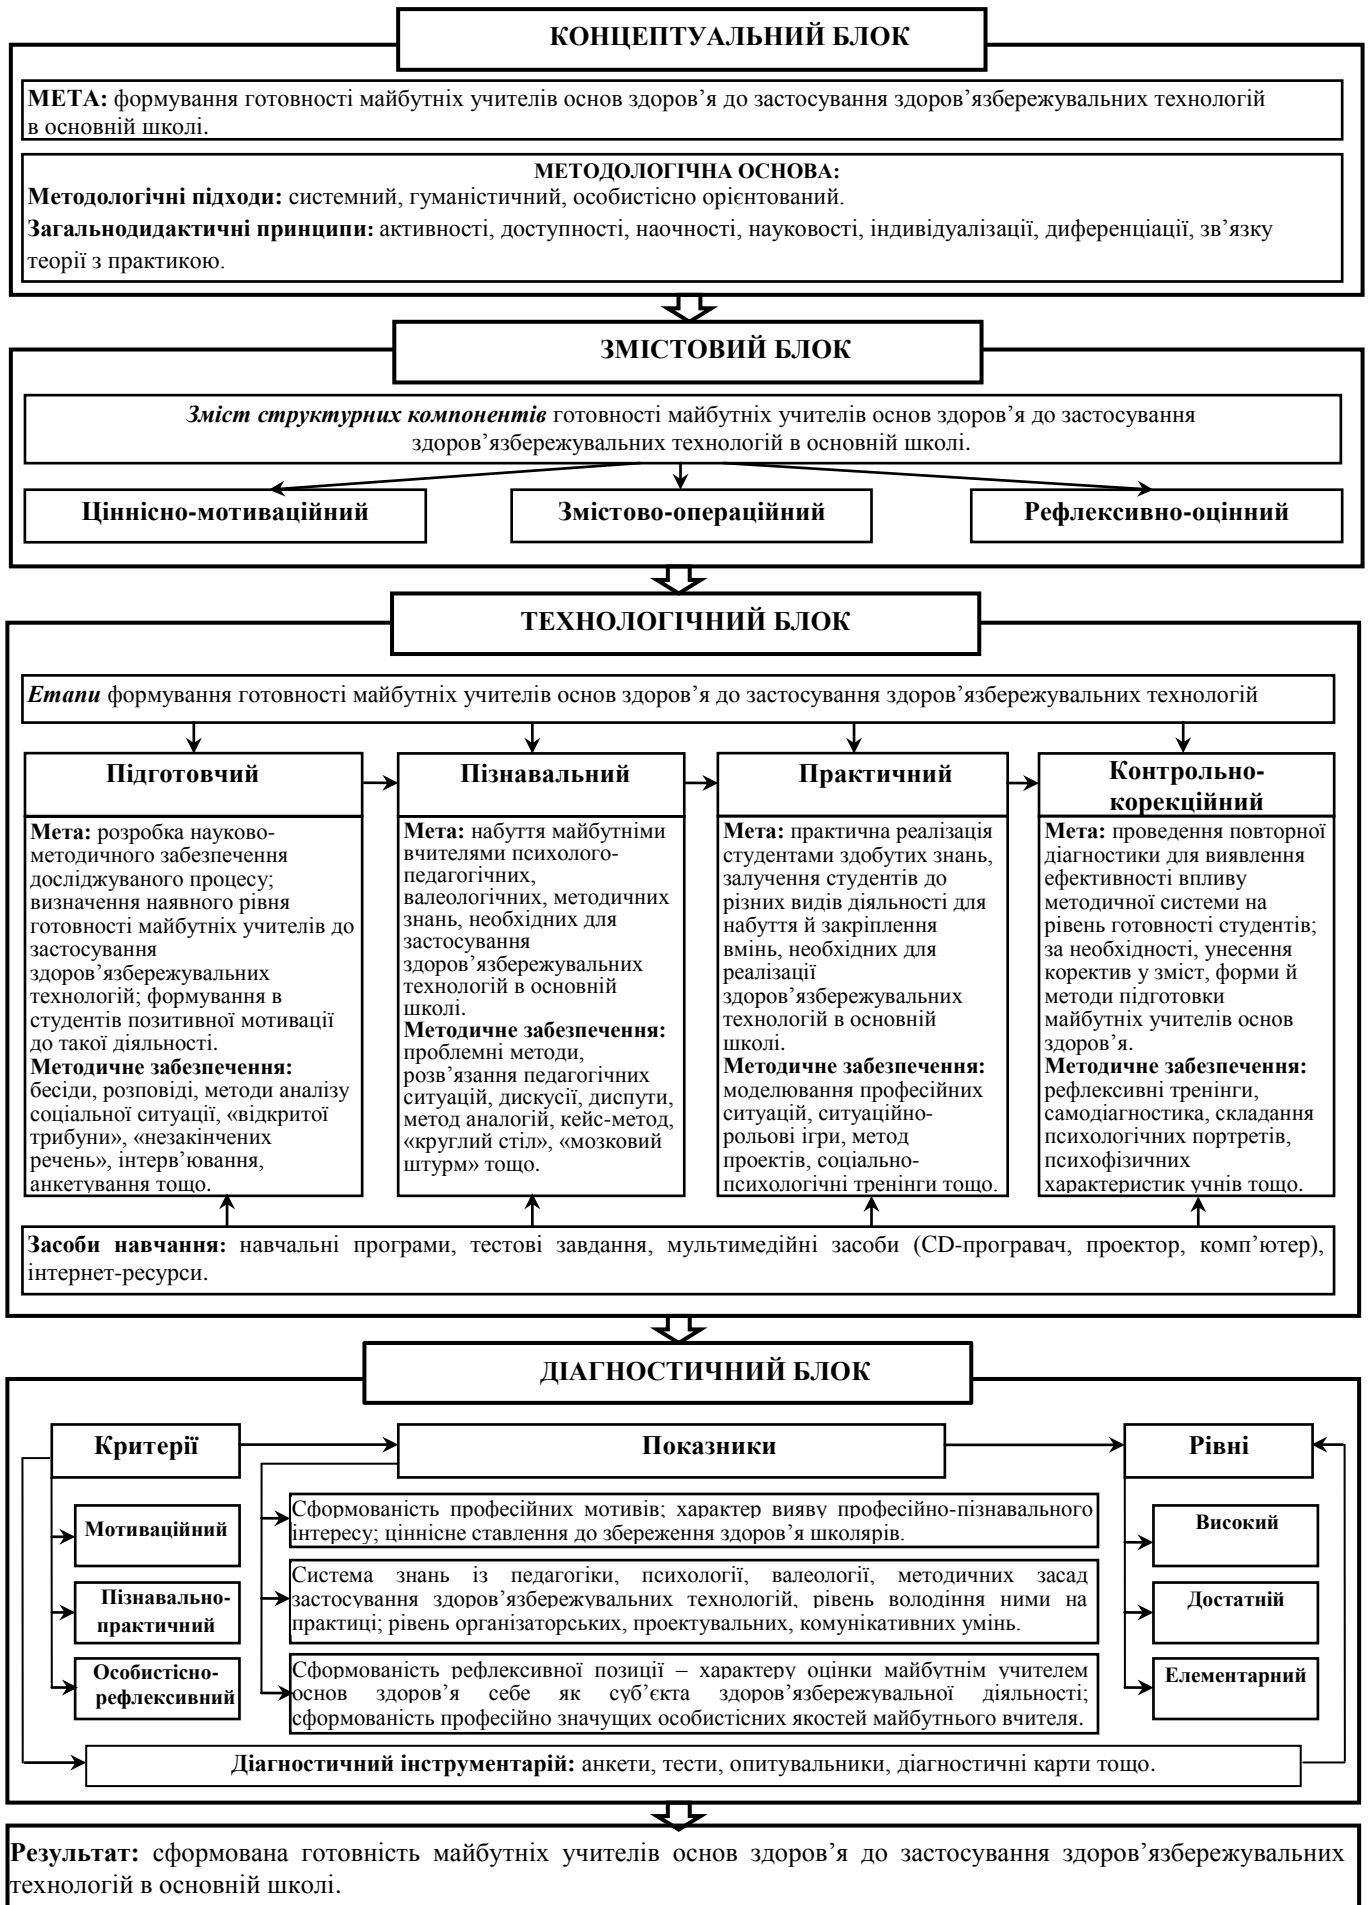 КОНЦЕПТУАЛЬНИЙ БЛОК
МЕТА: формування готовності майбутніх учителів основ здоров’я до застосування здоров’язбережувальних технологій
в основній школі.
МЕТОДОЛОГІЧНА ОСНОВА:
Методологічні підходи: системний, гуманістичний, особистісно орієнтований.
Загальнодидактичні принципи: активності, доступності, наочності, науковості, індивідуалізації, диференціації, зв’язку
теорії з практикою.
ЗМІСТОВИЙ БЛОК
Зміст структурних компонентів готовності майбутніх учителів основ здоров’я до застосування
здоров’язбережувальних технологій в основній школі.
Ціннісно-мотиваційний
Змістово-операційний
Рефлексивно-оцінний
ТЕХНОЛОГІЧНИЙ БЛОК
Етапи формування готовності майбутніх учителів основ здоров’я до застосування здоров’язбережувальних технологій
Підготовчий
Мета: розробка науково-
методичного забезпечення
досліджуваного процесу;
визначення наявного рівня
готовності майбутніх учителів до
застосування
здоров’язбережувальних
технологій; формування в
студентів позитивної мотивації
до такої діяльності.
Методичне забезпечення:
бесіди, розповіді, методи аналізу
соціальної ситуації, «відкритої
трибуни», «незакінчених
речень», інтерв’ювання,
анкетування тощо.
Пізнавальний
Мета: набуття майбутніми
вчителями психолого-
педагогічних,
валеологічних, методичних
знань, необхідних для
застосування
здоров’язбережувальних
технологій в основній
школі.
Методичне забезпечення:
проблемні методи,
розв’язання педагогічних
ситуацій, дискусії, диспути,
метод аналогій, кейс-метод,
«круглий стіл», «мозковий
штурм» тощо.
Практичний
Мета: практична реалізація
студентами здобутих знань,
залучення студентів до
різних видів діяльності для
набуття й закріплення
вмінь, необхідних для
реалізації
здоров’язбережувальних
технологій в основній
школі.
Методичне забезпечення:
моделювання професійних
ситуацій, ситуаційно-
рольові ігри, метод
проектів, соціально-
психологічні тренінги тощо.
Контрольно-
корекційний
Мета: проведення повторної
діагностики для виявлення
ефективності впливу
методичної системи на
рівень готовності студентів;
за необхідності, унесення
коректив у зміст, форми й
методи підготовки
майбутніх учителів основ
здоров’я.
Методичне забезпечення:
рефлексивні тренінги,
самодіагностика, складання
психологічних портретів,
психофізичних
характеристик учнів тощо.
Засоби навчання: навчальні програми, тестові завдання, мультимедійні засоби (CD-програвач, проектор, комп’ютер),
інтернет-ресурси.
ДІАГНОСТИЧНИЙ БЛОК
Критерії
Показники
Рівні
Мотиваційний
Пізнавально-
практичний
Особистісно-
рефлексивний
Сформованість професійних мотивів; характер вияву професійно-пізнавального
інтересу; ціннісне ставлення до збереження здоров’я школярів.
Система знань із педагогіки, психології, валеології, методичних засад
застосування здоров’язбережувальних технологій, рівень володіння ними на
практиці; рівень організаторських, проектувальних, комунікативних умінь.
Сформованість рефлексивної позиції – характеру оцінки майбутнім учителем
основ здоров’я себе як суб’єкта здоров’язбережувальної діяльності;
сформованість професійно значущих особистісних якостей майбутнього вчителя.
Високий
Достатній
Елементарний
Діагностичний інструментарій: анкети, тести, опитувальники, діагностичні карти тощо.
Результат: сформована готовність майбутніх учителів основ здоров’я до застосування здоров’язбережувальних
технологій в основній школі.